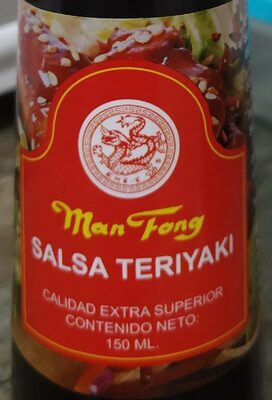 Man Fong
SALSA TERIYAKI
CALIDAD EXTRA SUPERIOR
CONTENIDO NETO:
150 ML.